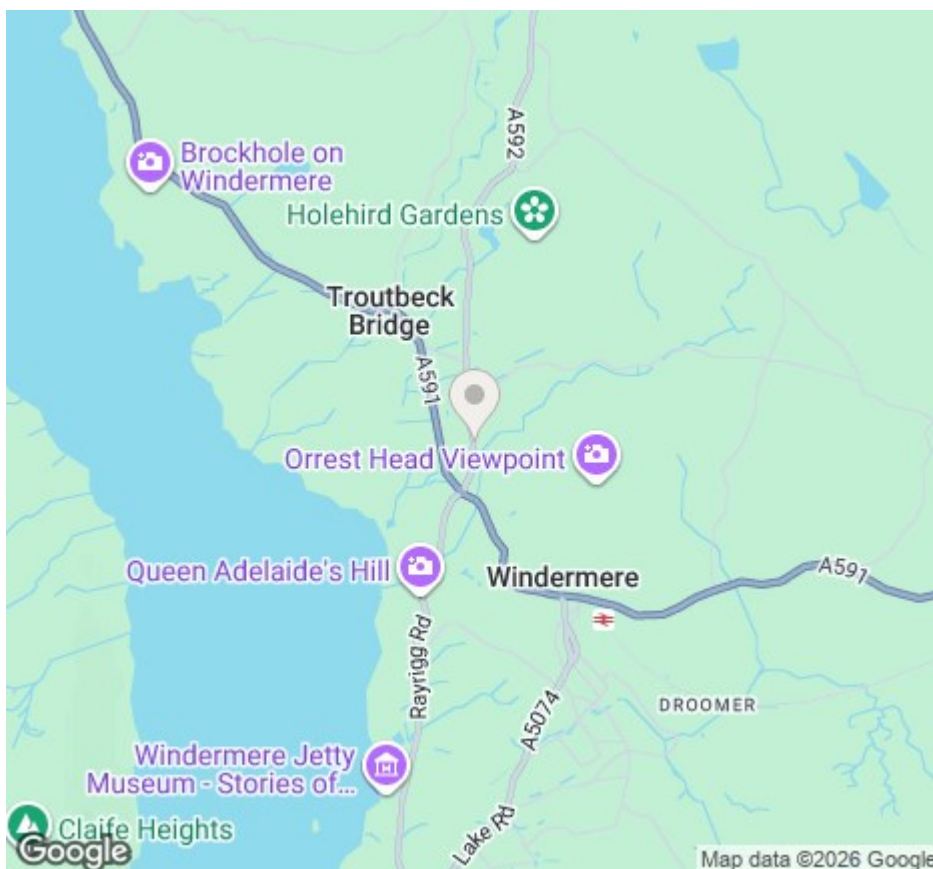 A592
Brockhole on
Windermere
Holehird Gardens
Troutbeck
Bridge
A591
Orrest Head Viewpoint
Queen Adelaide's Hill
Windermere
A591
Rayrigg Rd
A5074
DROOMER
Windermere Jetty
Museum - Stories of...
Lake Rd
Claife Heights
Google
Map data ©2026 Google